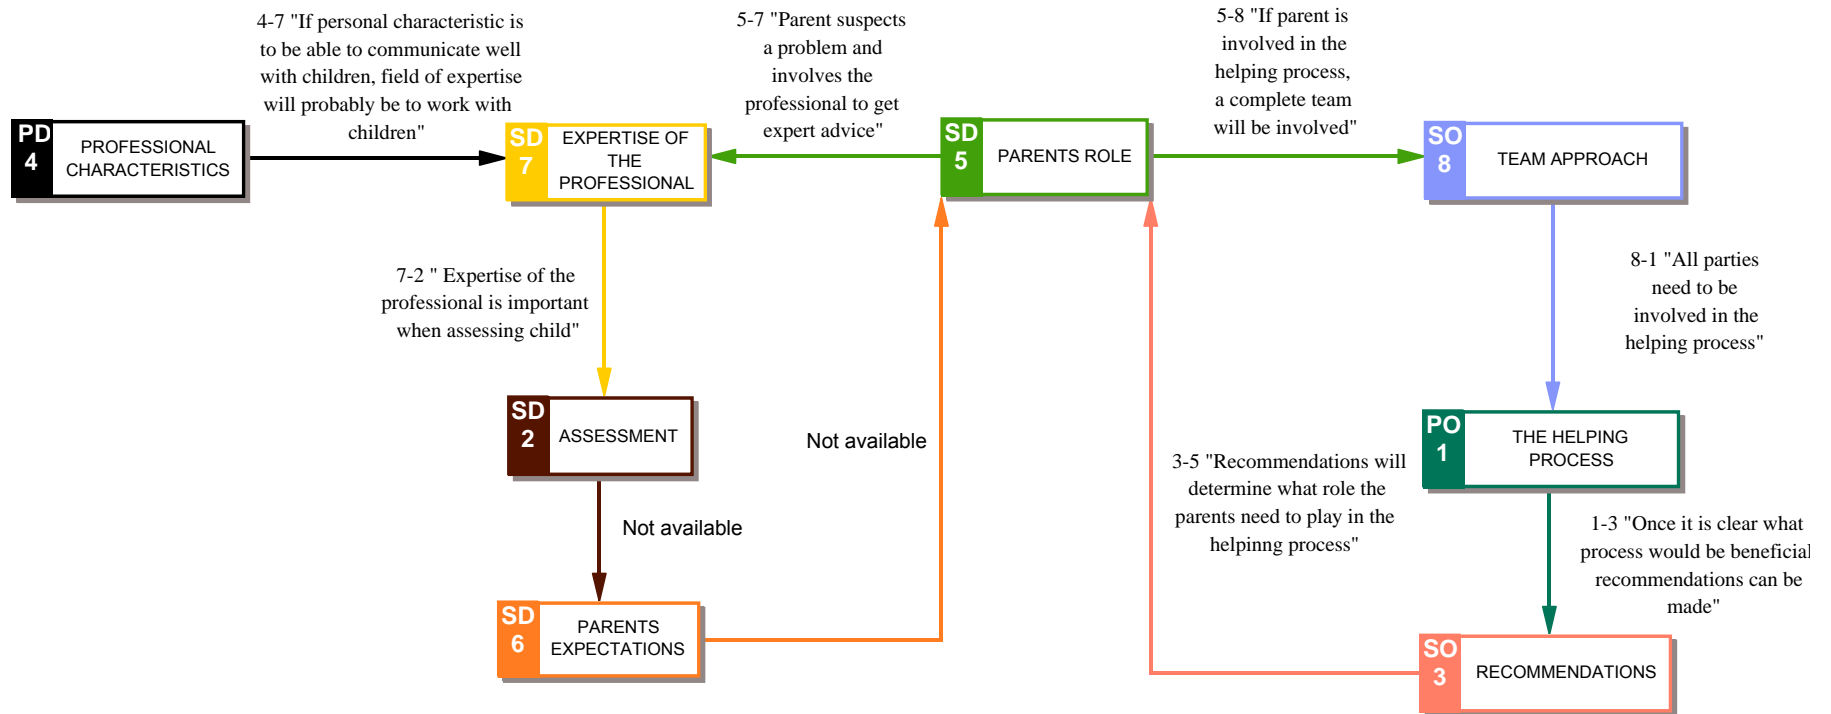 4-7 "If personal characteristic is
to be able to communicate well
with children, field of expertise
will probably be to work with
children"
5-7 "Parent suspects
a problem and
involves the
professional to get
expert advice"
5-8 "If parent is
involved in the
helping process,
a complete team
will be involved"
PD
4
PROFESSIONAL
CHARACTERISTICS
SD
7
EXPERTISE OF
THE
PROFESSIONAL
SD
5
PARENTS ROLE
SO
8
TEAM APPROACH
7-2 " Expertise of the
professional is important
when assessing child"
8-1 "All parties
need to be
involved in the
helping process"
SD
2
ASSESSMENT
Not available
3-5 "Recommendations will
determine what role the
parents need to play in the
helpinng process"
PO
1
THE HELPING
PROCESS
Not available
1-3 "Once it is clear what
process would be beneficial
recommendations can be
made"
SD
6
PARENTS
EXPECTATIONS
SO
3
RECOMMENDATIONS